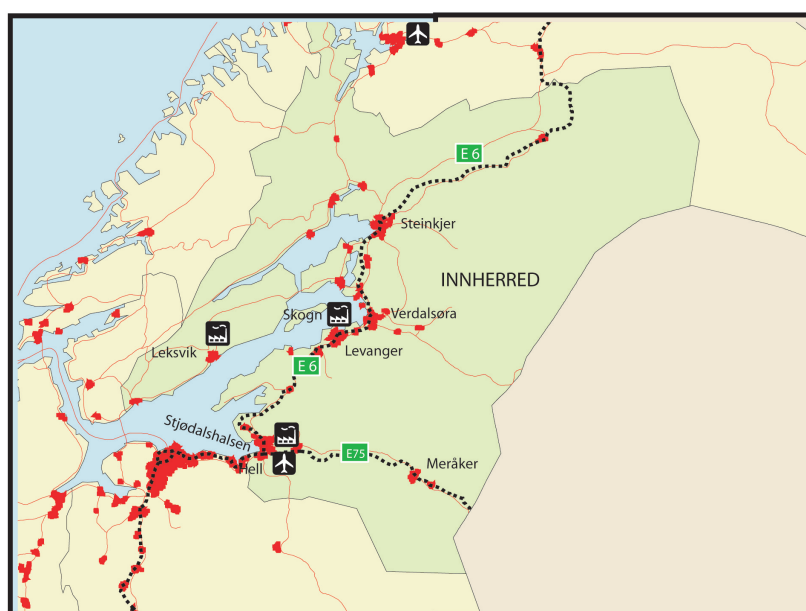 E 6
Steinkjer
INNHERRED
Skogn
Verdalsøra
Leksvik
Levanger
E 6
Stjødalshalsen
E75
Hell
Meråker